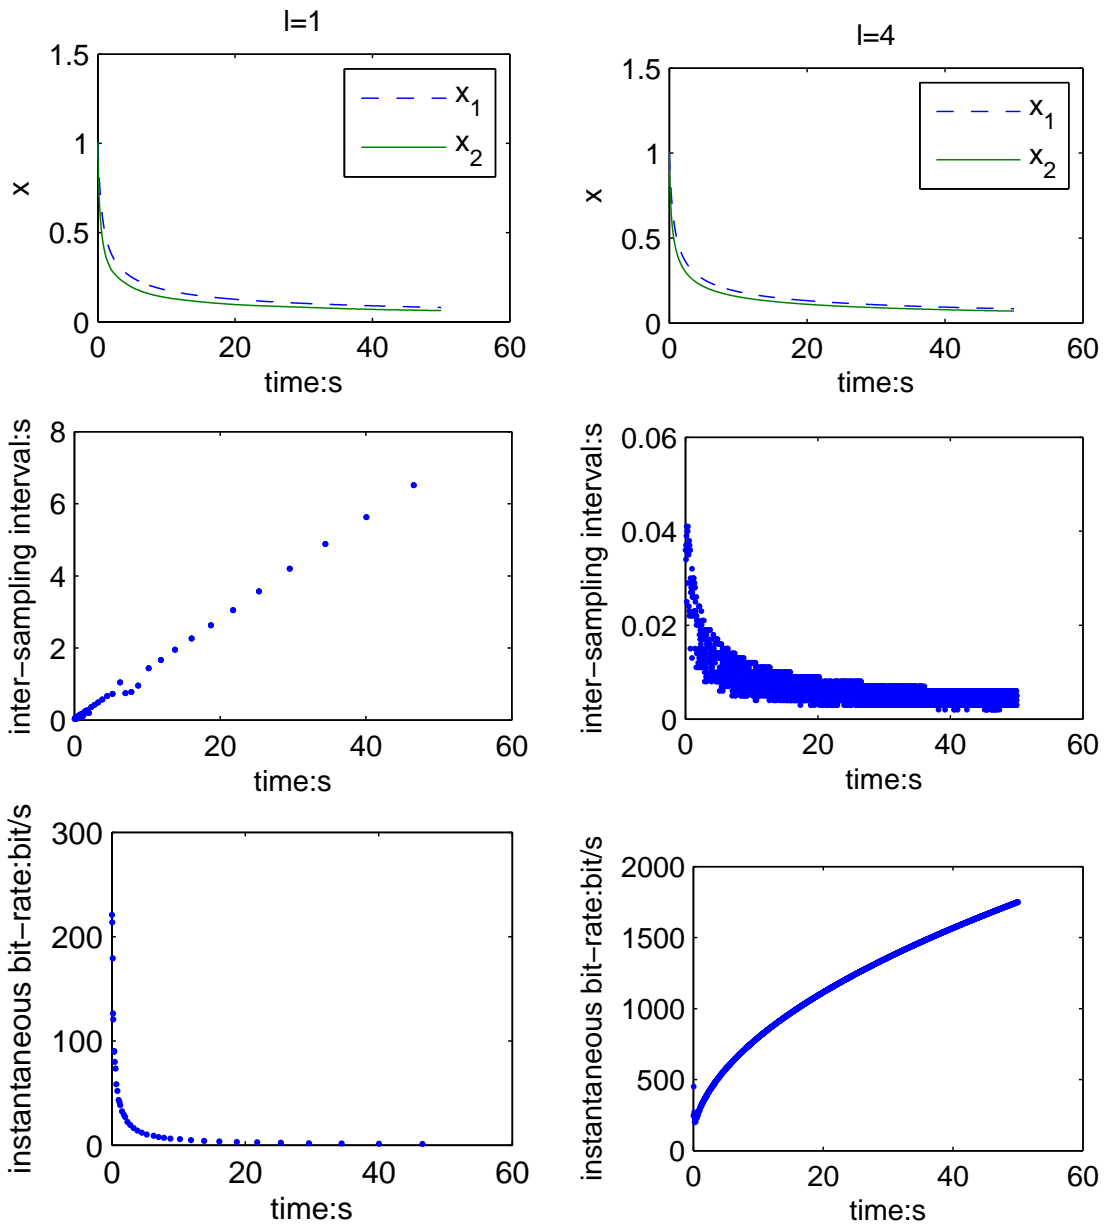 l=1
1.5
1
0.5
0
x
x1
x2
0 20 40 60
time:s
l=4
1.5
1
0.5
0
x
x1
x2
0 20 40 60
time:s
inter−sampling interval:s
8
6
4
2
0
0 20 40 60
time:s
inter−sampling interval:s
0.06
0.04
0.02
0
0 20 40 60
time:s
instantaneous bit−rate:bit/s
300
200
100
0
0 20 40 60
time:s
instantaneous bit−rate:bit/s
2000
1500
1000
500
0
0 20 40 60
time:s